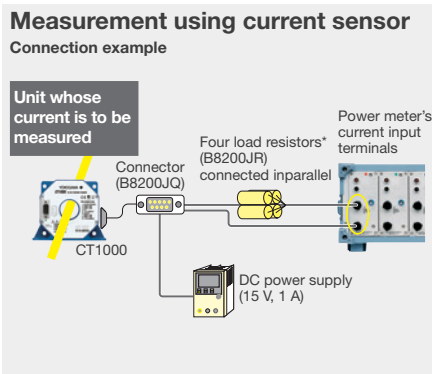 Measurement using current sensor
Connection example
Unit whose
current is to be
measured
Connector
(B8200JQ)
Four load resistors*
(B8200JR)
connected inparallel
Power meter's
current input
terminals
YOKOGAWA
CT1000
DC power supply
(15 V, 1 A)